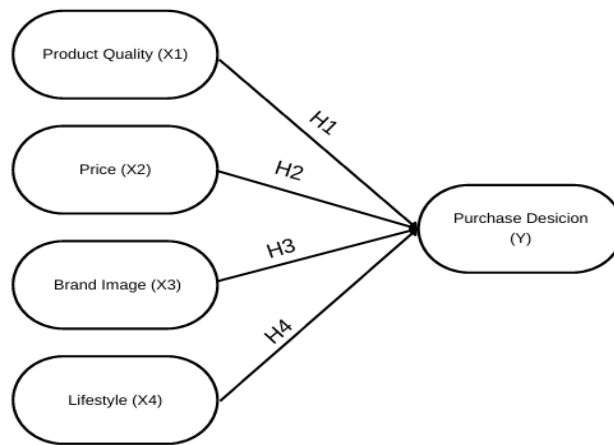 Product Quality (X1)
H1
Price (X2)
H2
Purchase Desicion
(Y)
H3
Brand Image (X3)
H4
Lifestyle (X4)